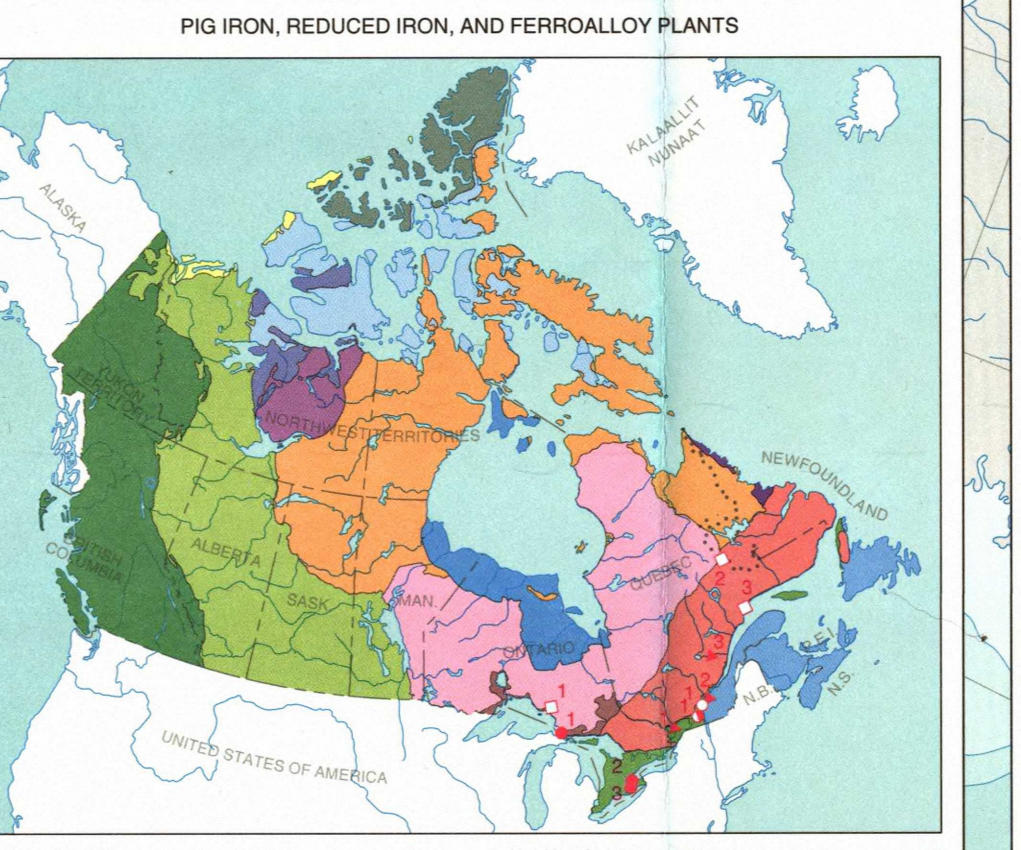 PIG IRON, REDUCED IRON, AND FERROALLOY PLANTS
KALAALLIT
NUNAAT
ALASKA
YUKON
TERRITORY
NORTHWEST TERRITORIES
NEWFOUNDLAND
BRITISH
COLUMBIA
ALBERTA
SASK
MAN.
QUEBEC
ONTARIO
2
3
3
P.E.I.
2
1
N.B.
N.S.
1
1
1
UNITED STATES OF AMERICA
2
3